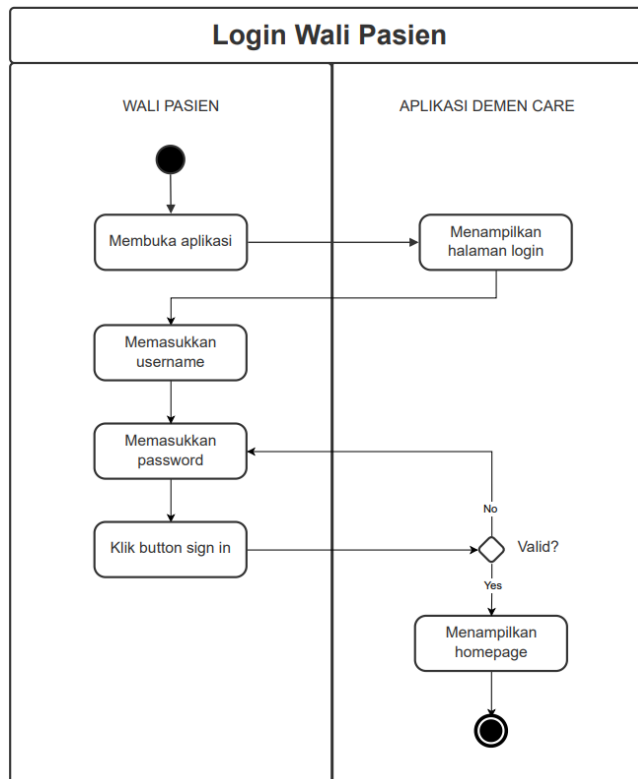 Login Wali Pasien
WALI PASIEN
APLIKASI DEMEN CARE
Membuka aplikasi
Menampilkan
halaman login
Memasukkan
username
Memasukkan
password
No
Klik button sign in
Valid?
Yes
Menampilkan
homepage